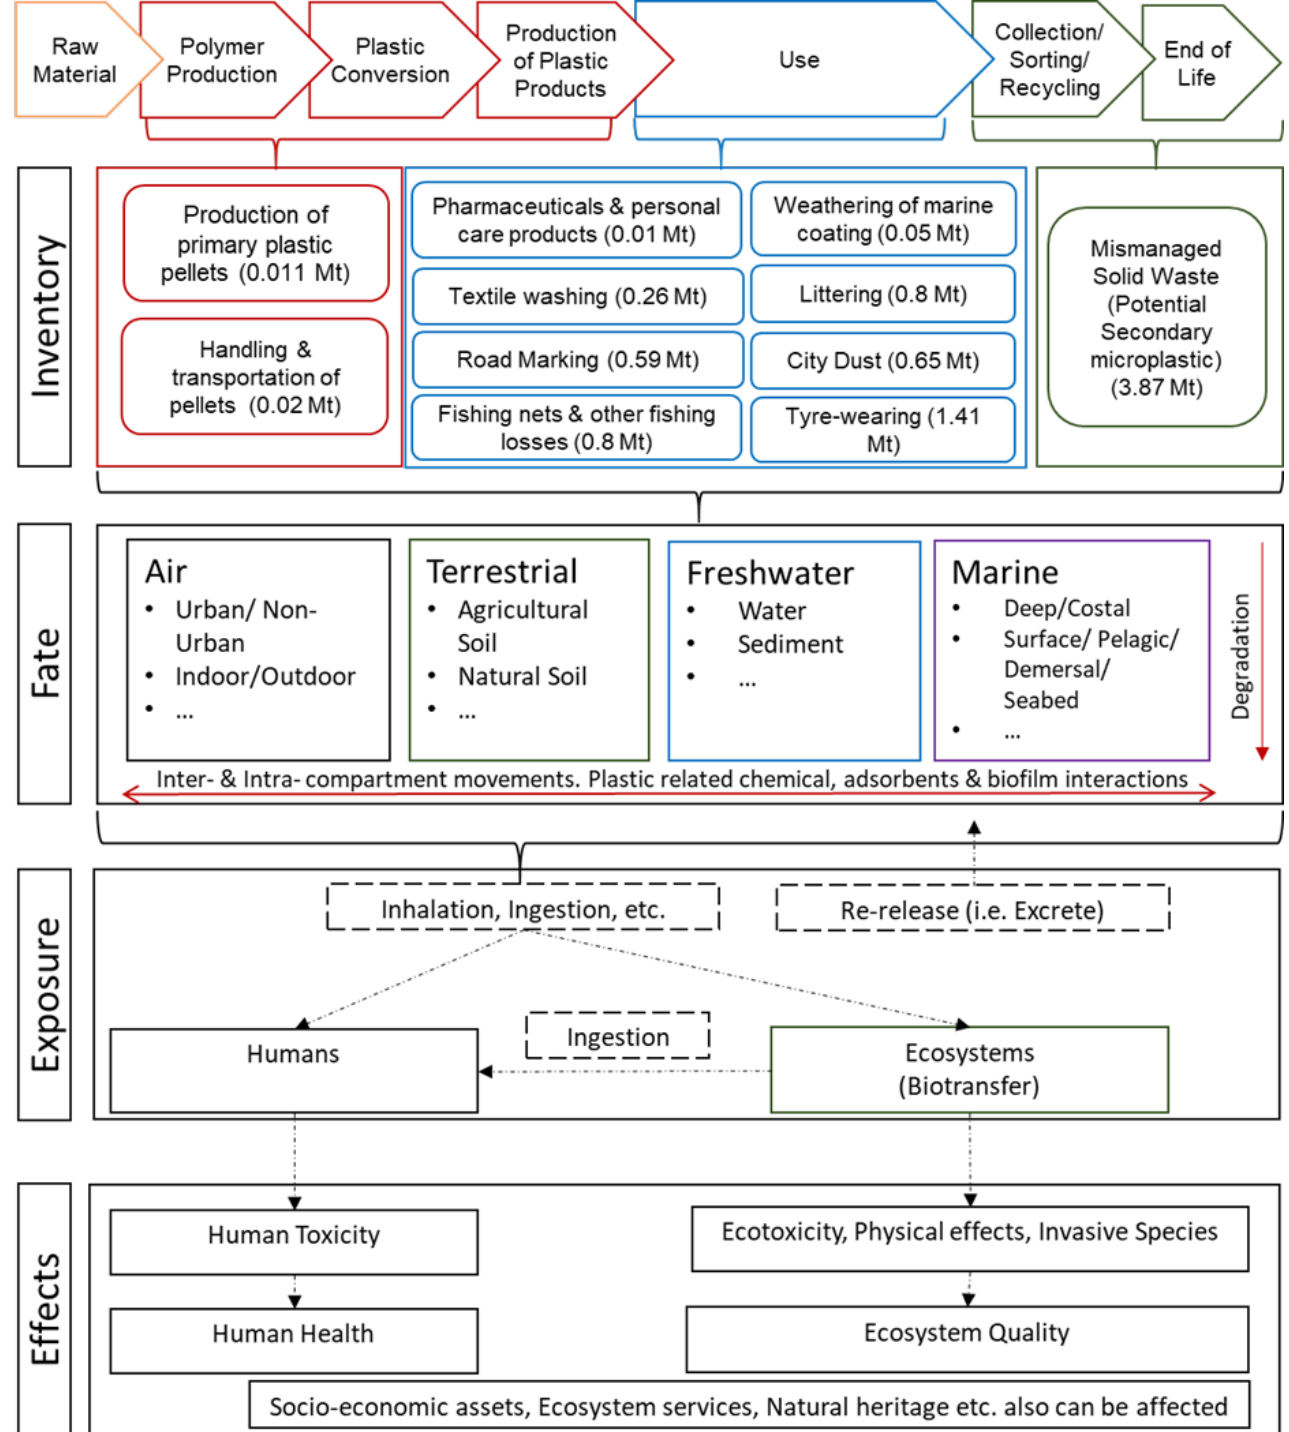 Raw
Material
Polymer
Production
Plastic
Conversion
Production
of Plastic
Products
Use
Collection/
Sorting/
Recycling
End of
Life
Inventory
Production of
primary plastic
pellets (0.011 Mt)
Handling &
transportation of
pellets (0.02 Mt)
Pharmaceuticals & personal
care products (0.01 Mt)
Textile washing (0.26 Mt)
Road Marking (0.59 Mt)
Fishing nets & other fishing
losses (0.8 Mt)
Weathering of marine
coating (0.05 Mt)
Littering (0.8 Mt)
City Dust (0.65 Mt)
Tyre-wearing (1.41
Mt)
Mismanaged
Solid Waste
(Potential
Secondary
microplastic)
(3.87 Mt)
Fate
Air
• Urban/ Non-
Urban
• Indoor/Outdoor
• ...
Terrestrial
• Agricultural
Soil
• Natural Soil
• ...
Freshwater
• Water
• Sediment
• ...
Marine
• Deep/Costal
• Surface/ Pelagic/
Demersal/
Seabed
• ...
Degradation
Inter- & Intra- compartment movements. Plastic related chemical, adsorbents & biofilm interactions
Exposure
Inhalation, Ingestion, etc.
Re-release (i.e. Excrete)
Humans
Ingestion
Ecosystems
(Biotransfer)
Effects
Human Toxicity
Ecotoxicity, Physical effects, Invasive Species
Human Health
Ecosystem Quality
Socio-economic assets, Ecosystem services, Natural heritage etc. also can be affected